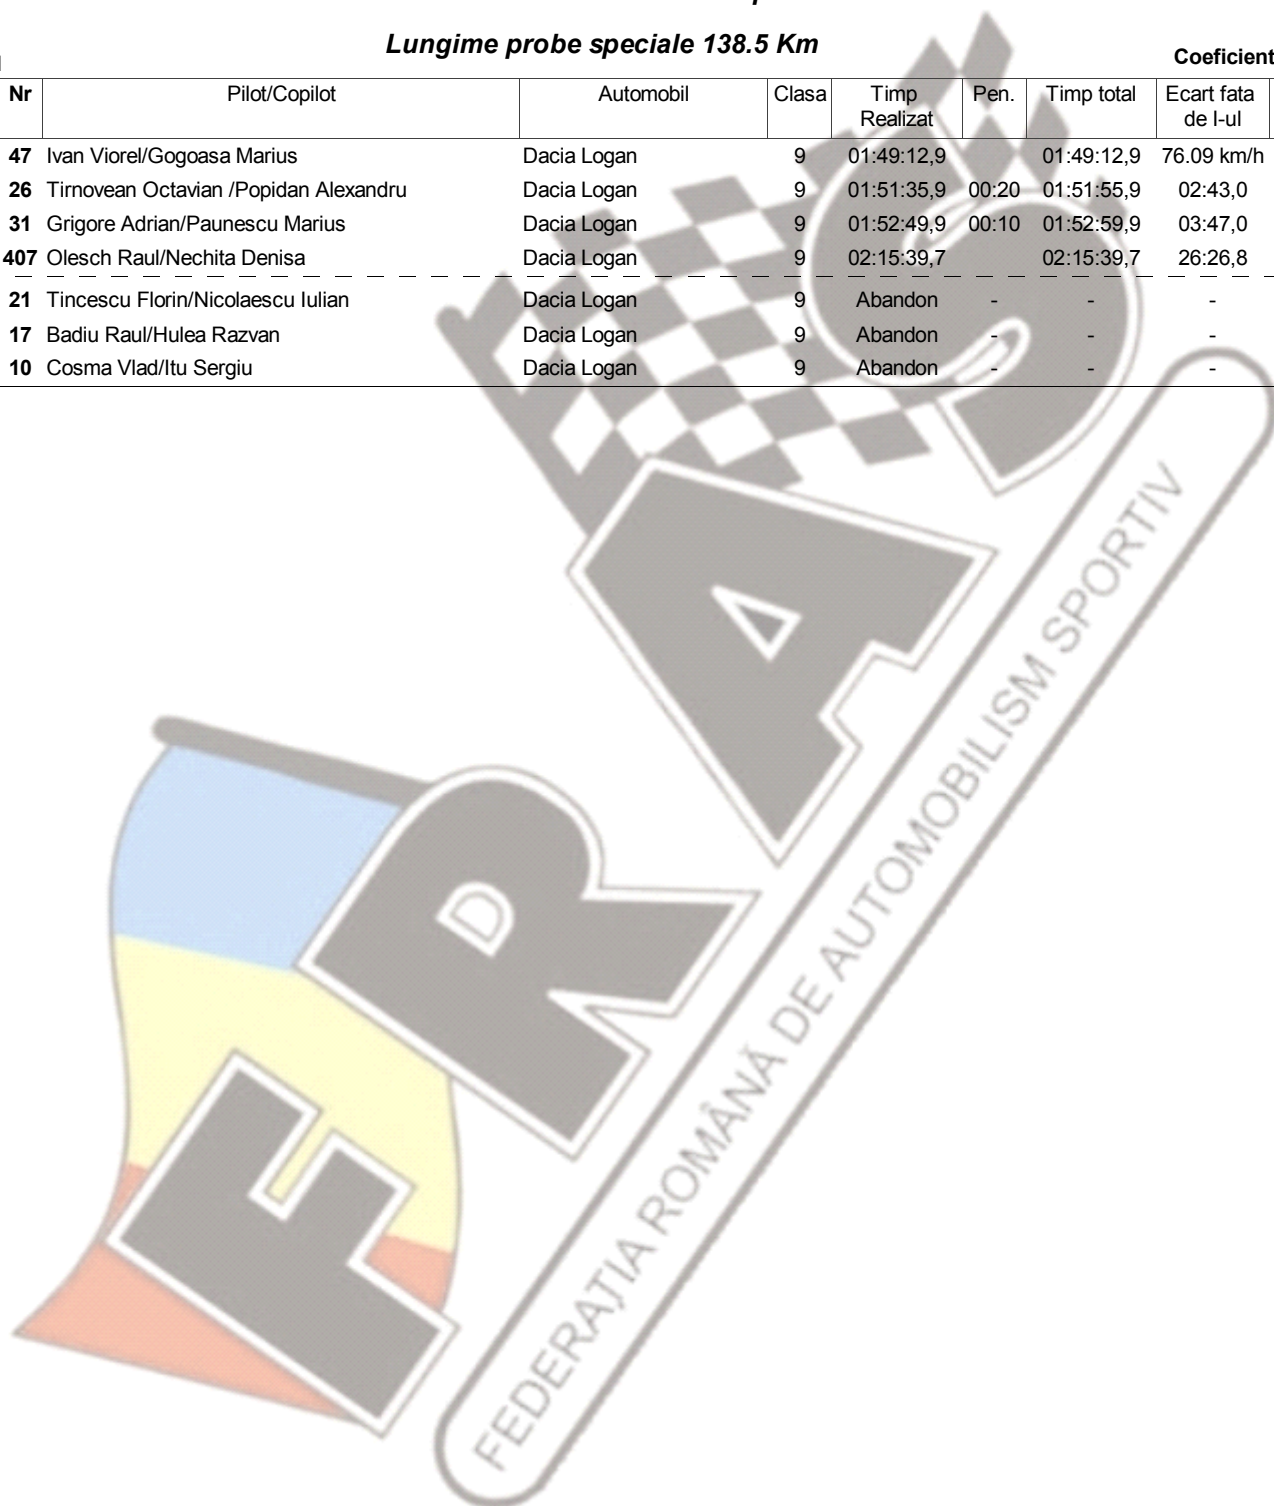 Lungime probe speciale 138.5 Km
Coeficient
Nr Pilot/Copilot Automobil Clasa Timp Realizat Pen. Timp total Ecart fata de I-ul
47 Ivan Viorel/Gogoasa Marius Dacia Logan 9 01:49:12,9 01:49:12,9 76.09 km/h
26 Tirnovean Octavian /Popidan Alexandru Dacia Logan 9 01:51:35,9 00:20 01:51:55,9 02:43,0
31 Grigore Adrian/Paunescu Marius Dacia Logan 9 01:52:49,9 00:10 01:52:59,9 03:47,0
407 Olesch Raul/Nechita Denisa Dacia Logan 9 02:15:39,7 02:15:39,7 26:26,8
21 Tincescu Florin/Nicolaescu Iulian Dacia Logan 9 Abandon - - -
17 Badiu Raul/Hulea Razvan Dacia Logan 9 Abandon - - -
10 Cosma Vlad/Itu Sergiu Dacia Logan 9 Abandon - - -
FRAS
FEDERAȚIA ROMÂNĂ DE AUTOMOBILISM SPORTIV